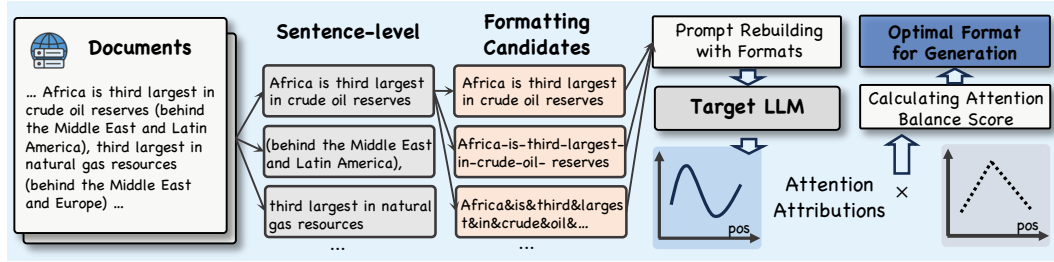 Documents
... Africa is third largest in
crude oil reserves (behind
the Middle East and Latin
America), third largest in
natural gas resources
(behind the Middle East
and Europe) ...
Sentence-level
Africa is third largest
in crude oil reserves
(behind the Middle East
and Latin America),
third largest in natural
gas resources
...
Formatting
Candidates
Africa is third largest
in crude oil reserves
Africa-is-third-largest-
in-crude-oil- reserves
Africa&is&third&larges
t&in&crude&oil&...
...
Prompt Rebuilding
with Formats
Target LLM
pos
Attention
Attributions
×
Optimal Format
for Generation
Calculating Attention
Balance Score
pos